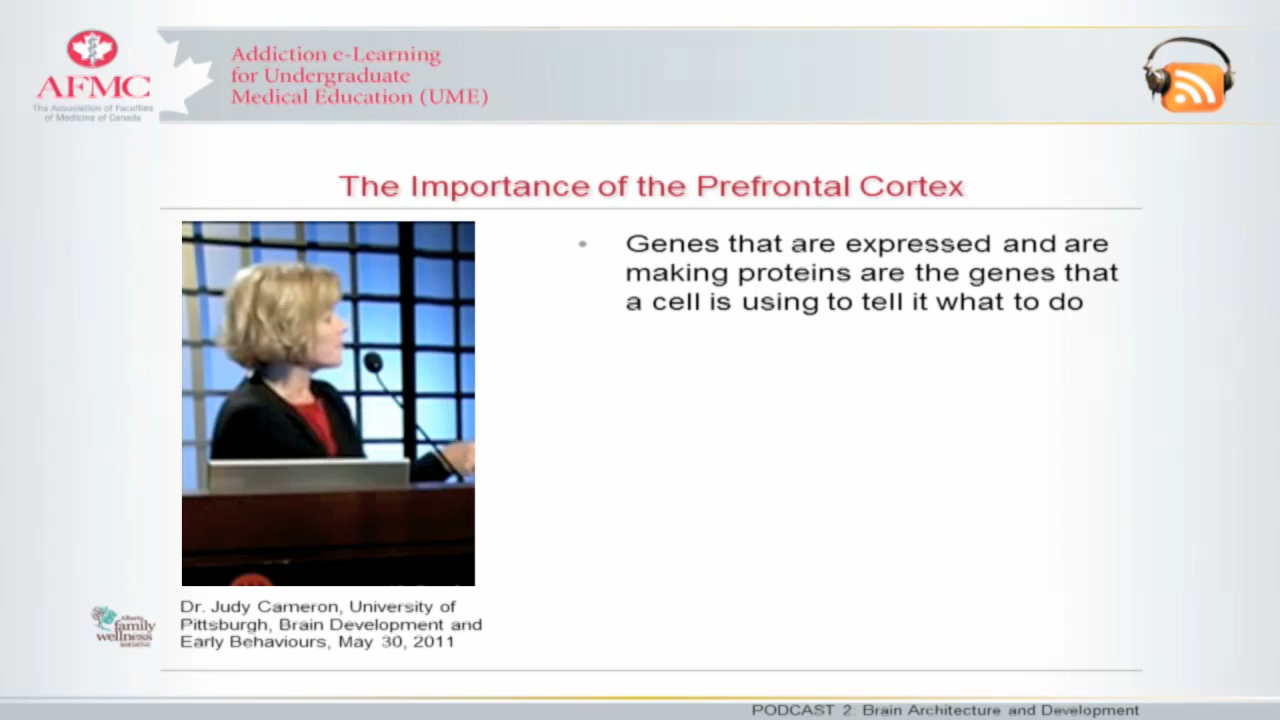 AFMC
The Association of Faculties
of Medicine of Canada
Addiction e-Learning
for Undergraduate
Medical Education (UME)
The Importance of the Prefrontal Cortex
• Genes that are expressed and are
making proteins are the genes that
a cell is using to tell it what to do
Dr. Judy Cameron, University of
Pittsburgh, Brain Development and
Early Behaviours, May 30, 2011
Alberta
family
wellness
initiative
PODCAST 2: Brain Architecture and Development